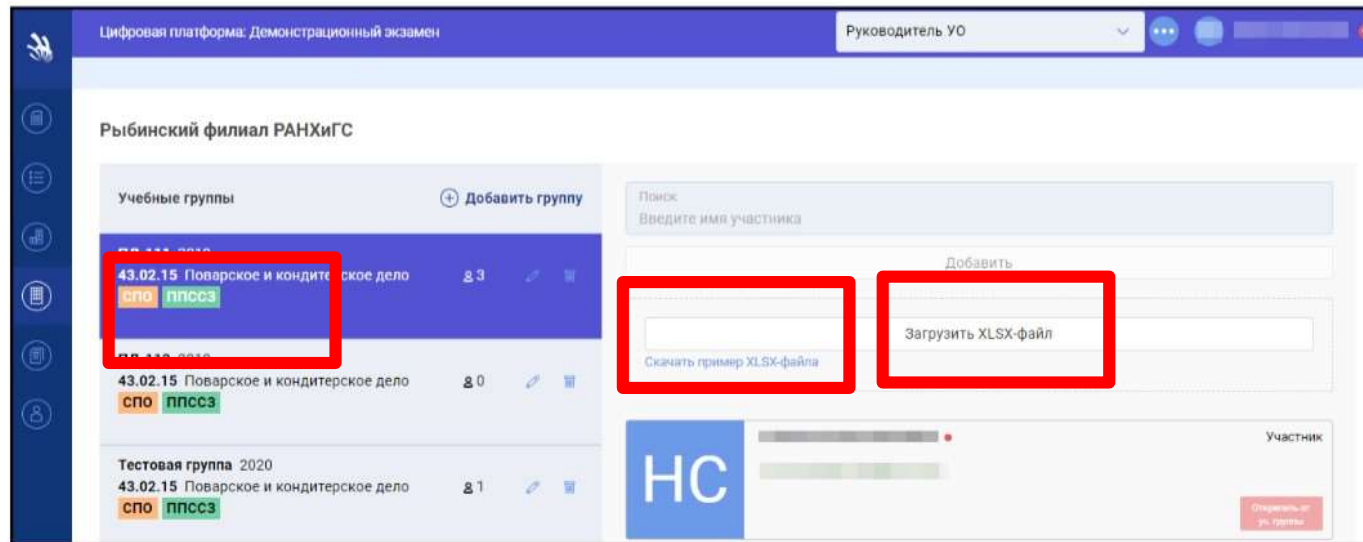 Цифровая платформа: Демонстрационный экзамен
Руководитель УО
Рыбинский филиал РАНХиГС
Учебные группы
Добавить группу
43.02.15 Поварское и кондитерское дело
3
СПО ППССЗ
43.02.15 Поварское и кондитерское дело
0
СПО ППССЗ
Тестовая группа 2020
43.02.15 Поварское и кондитерское дело
1
СПО ППССЗ
Поиск
Введите имя участника
Добавить
Загрузить XLSX-файл
Скачать пример XLSX-файла
НС
Участник